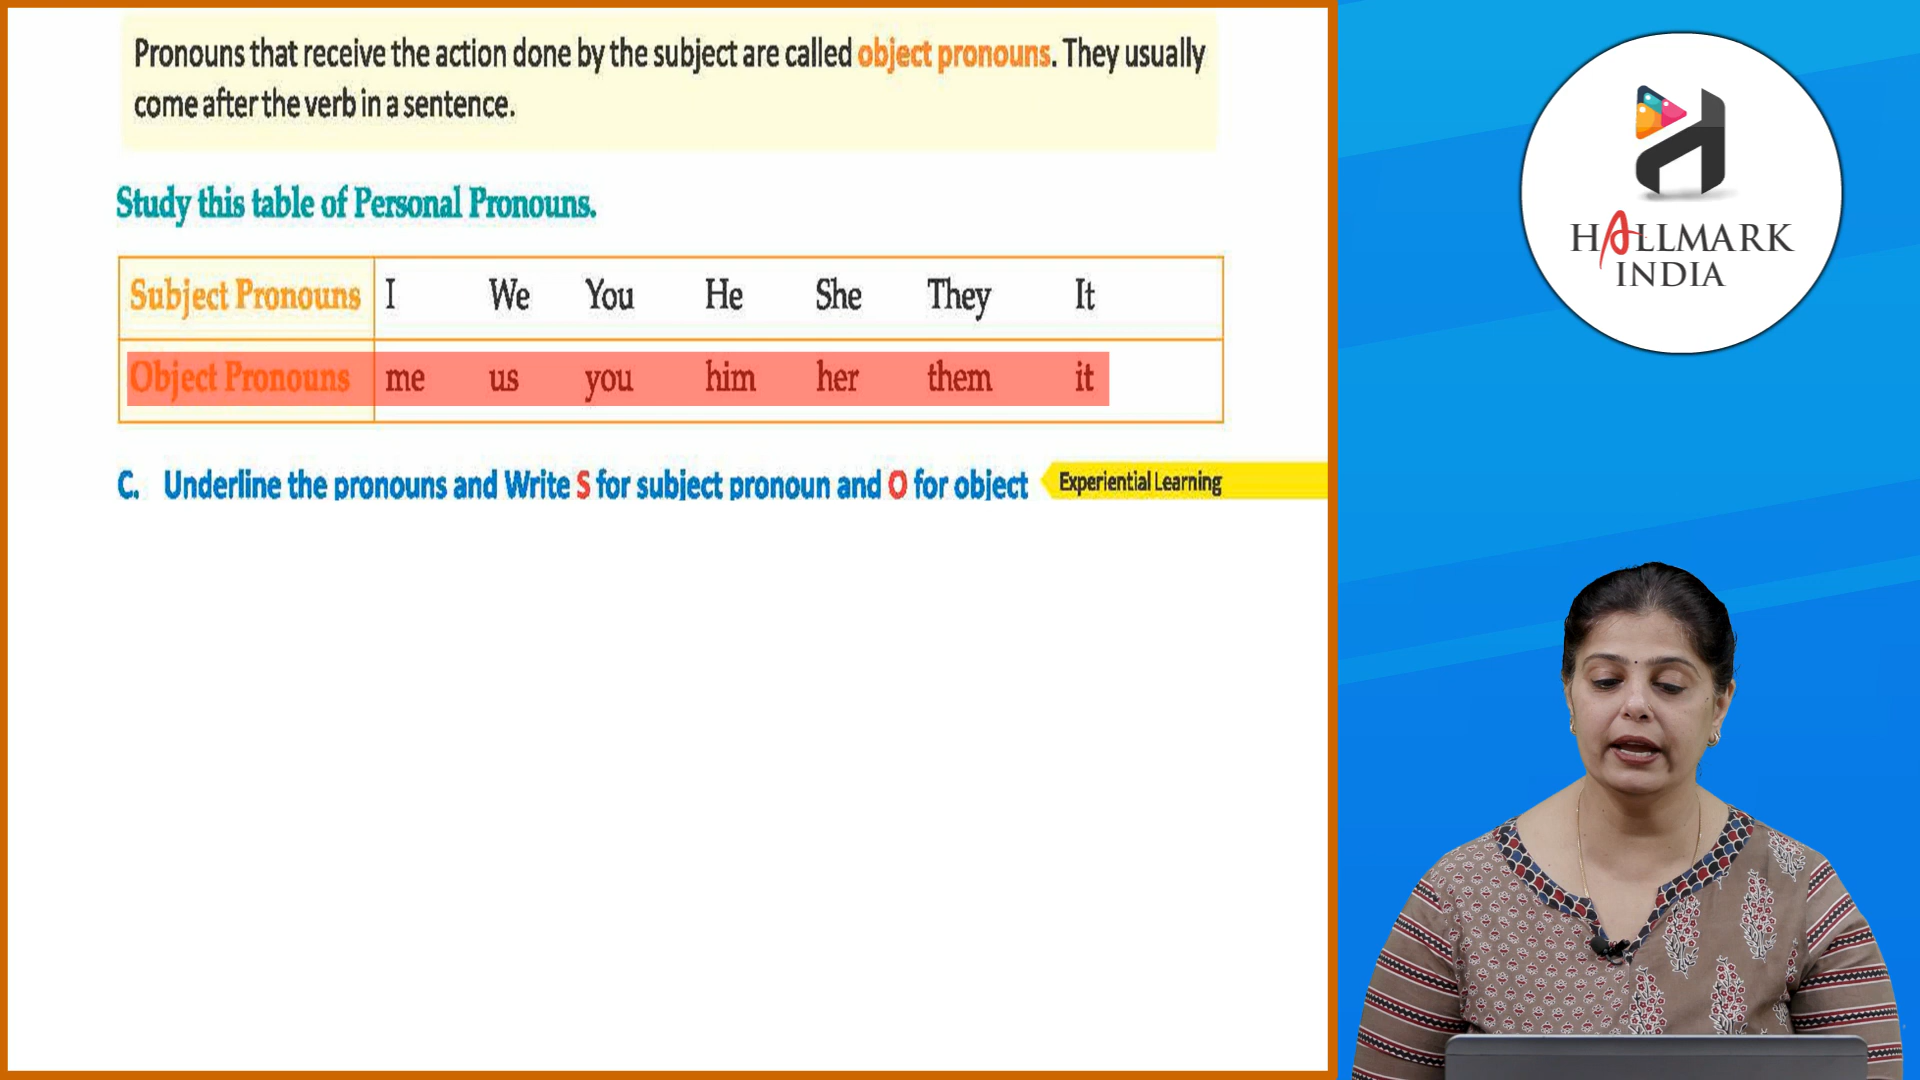 Pronouns that receive the action done by the subject are called object pronouns. They usually
come after the verb in a sentence.
Study this table of Personal Pronouns.
Subject Pronouns I We You He She They It
Object Pronouns me us you him her them it
C. Underline the pronouns and Write S for subject pronoun and O for object
Experiential Learning
HALLMARK
INDIA